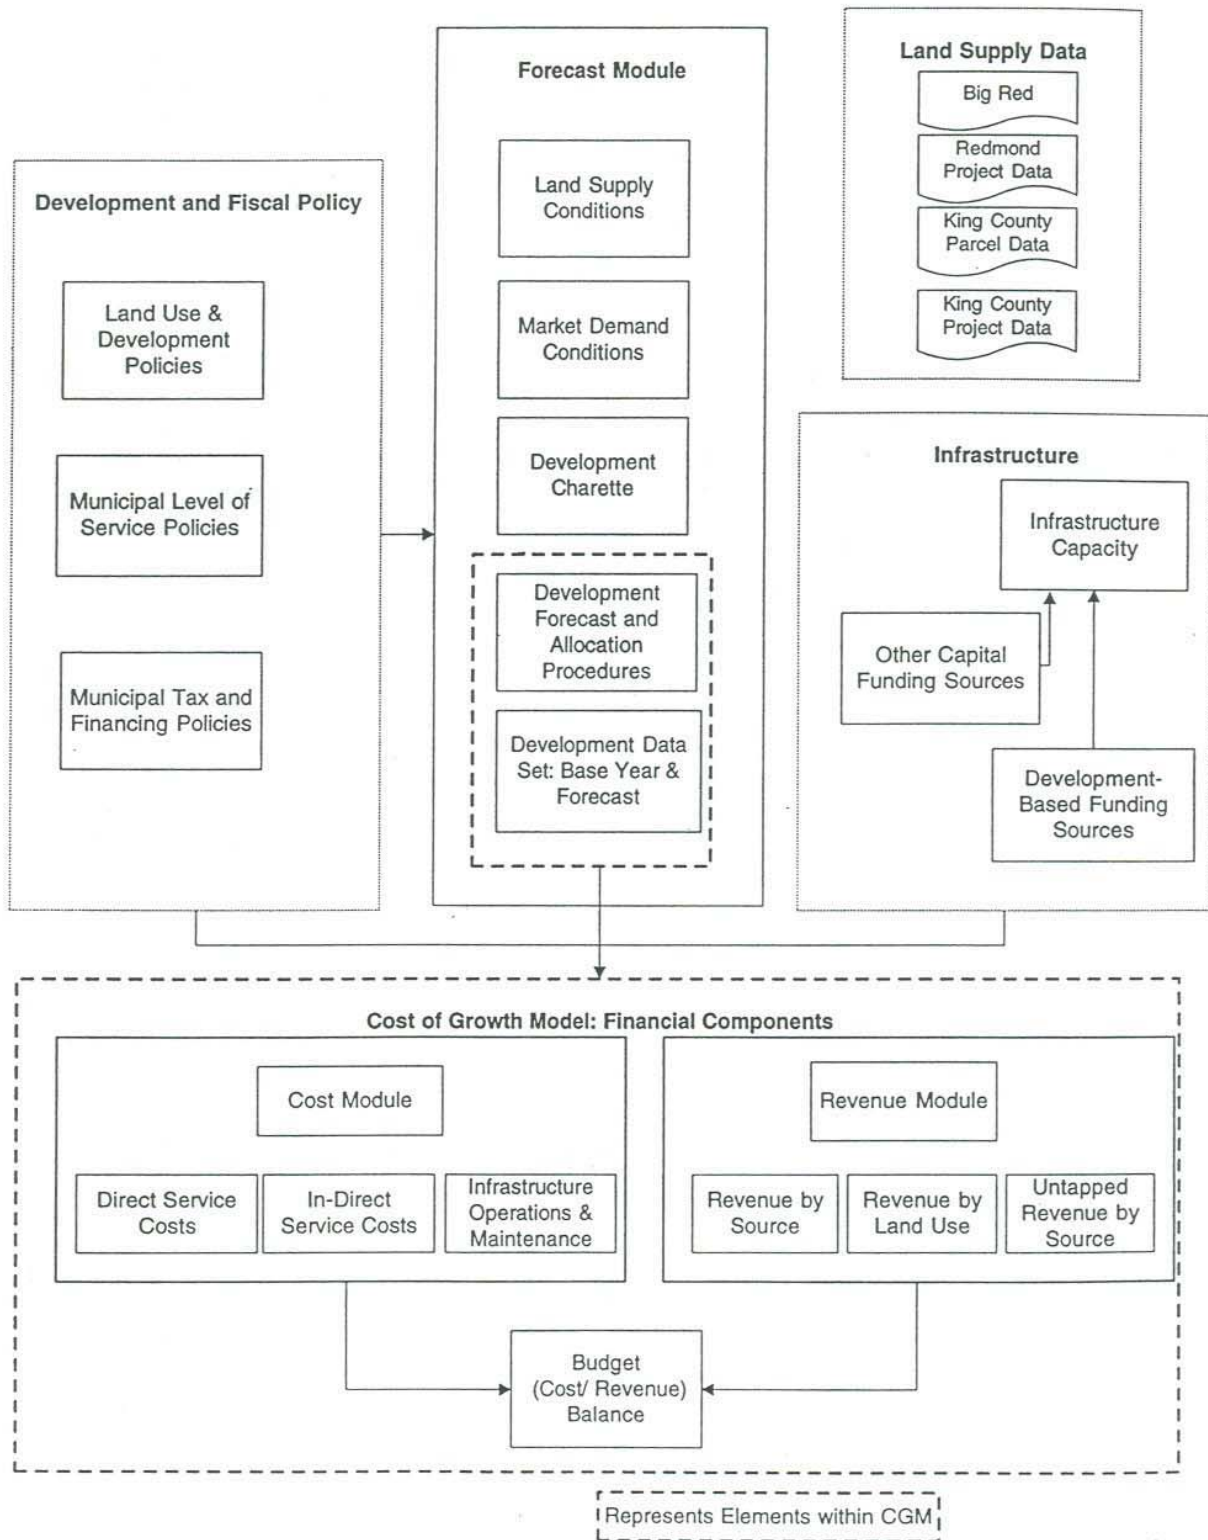 Development and Fiscal Policy
Land Use &
Development
Policies
Municipal Level of
Service Policies
Municipal Tax and
Financing Policies
Forecast Module
Land Supply
Conditions
Market Demand
Conditions
Development
Charette
Development
Forecast and
Allocation
Procedures
Development Data
Set: Base Year &
Forecast
Land Supply Data
Big Red
Redmond
Project Data
King County
Parcel Data
King County
Project Data
Infrastructure
Infrastructure
Capacity
Other Capital
Funding Sources
Development-
Based Funding
Sources
Cost of Growth Model: Financial Components
Cost Module
Direct Service
Costs
In-Direct
Service Costs
Infrastructure
Operations &
Maintenance
Revenue Module
Revenue by
Source
Revenue by
Land Use
Untapped
Revenue by
Source
Budget
(Cost/ Revenue)
Balance
Represents Elements within CGM